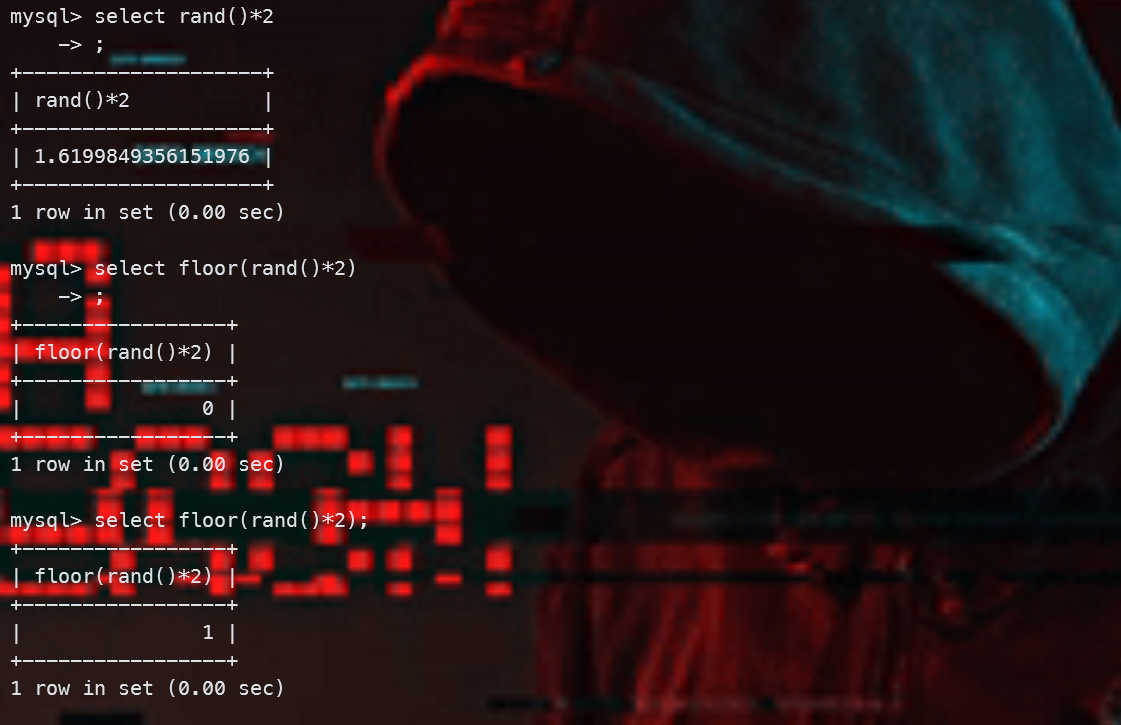 mysql> select rand()*2
    -> ;
+--------------------+
| rand()*2           |
+--------------------+
| 1.6199849356151976 |
+--------------------+
1 row in set (0.00 sec)
mysql> select floor(rand()*2)
    -> ;
+-----------------+
| floor(rand()*2) |
+-----------------+
|               0 |
+-----------------+
1 row in set (0.00 sec)
mysql> select floor(rand()*2);
+-----------------+
| floor(rand()*2) |
+-----------------+
|               1 |
+-----------------+
1 row in set (0.00 sec)